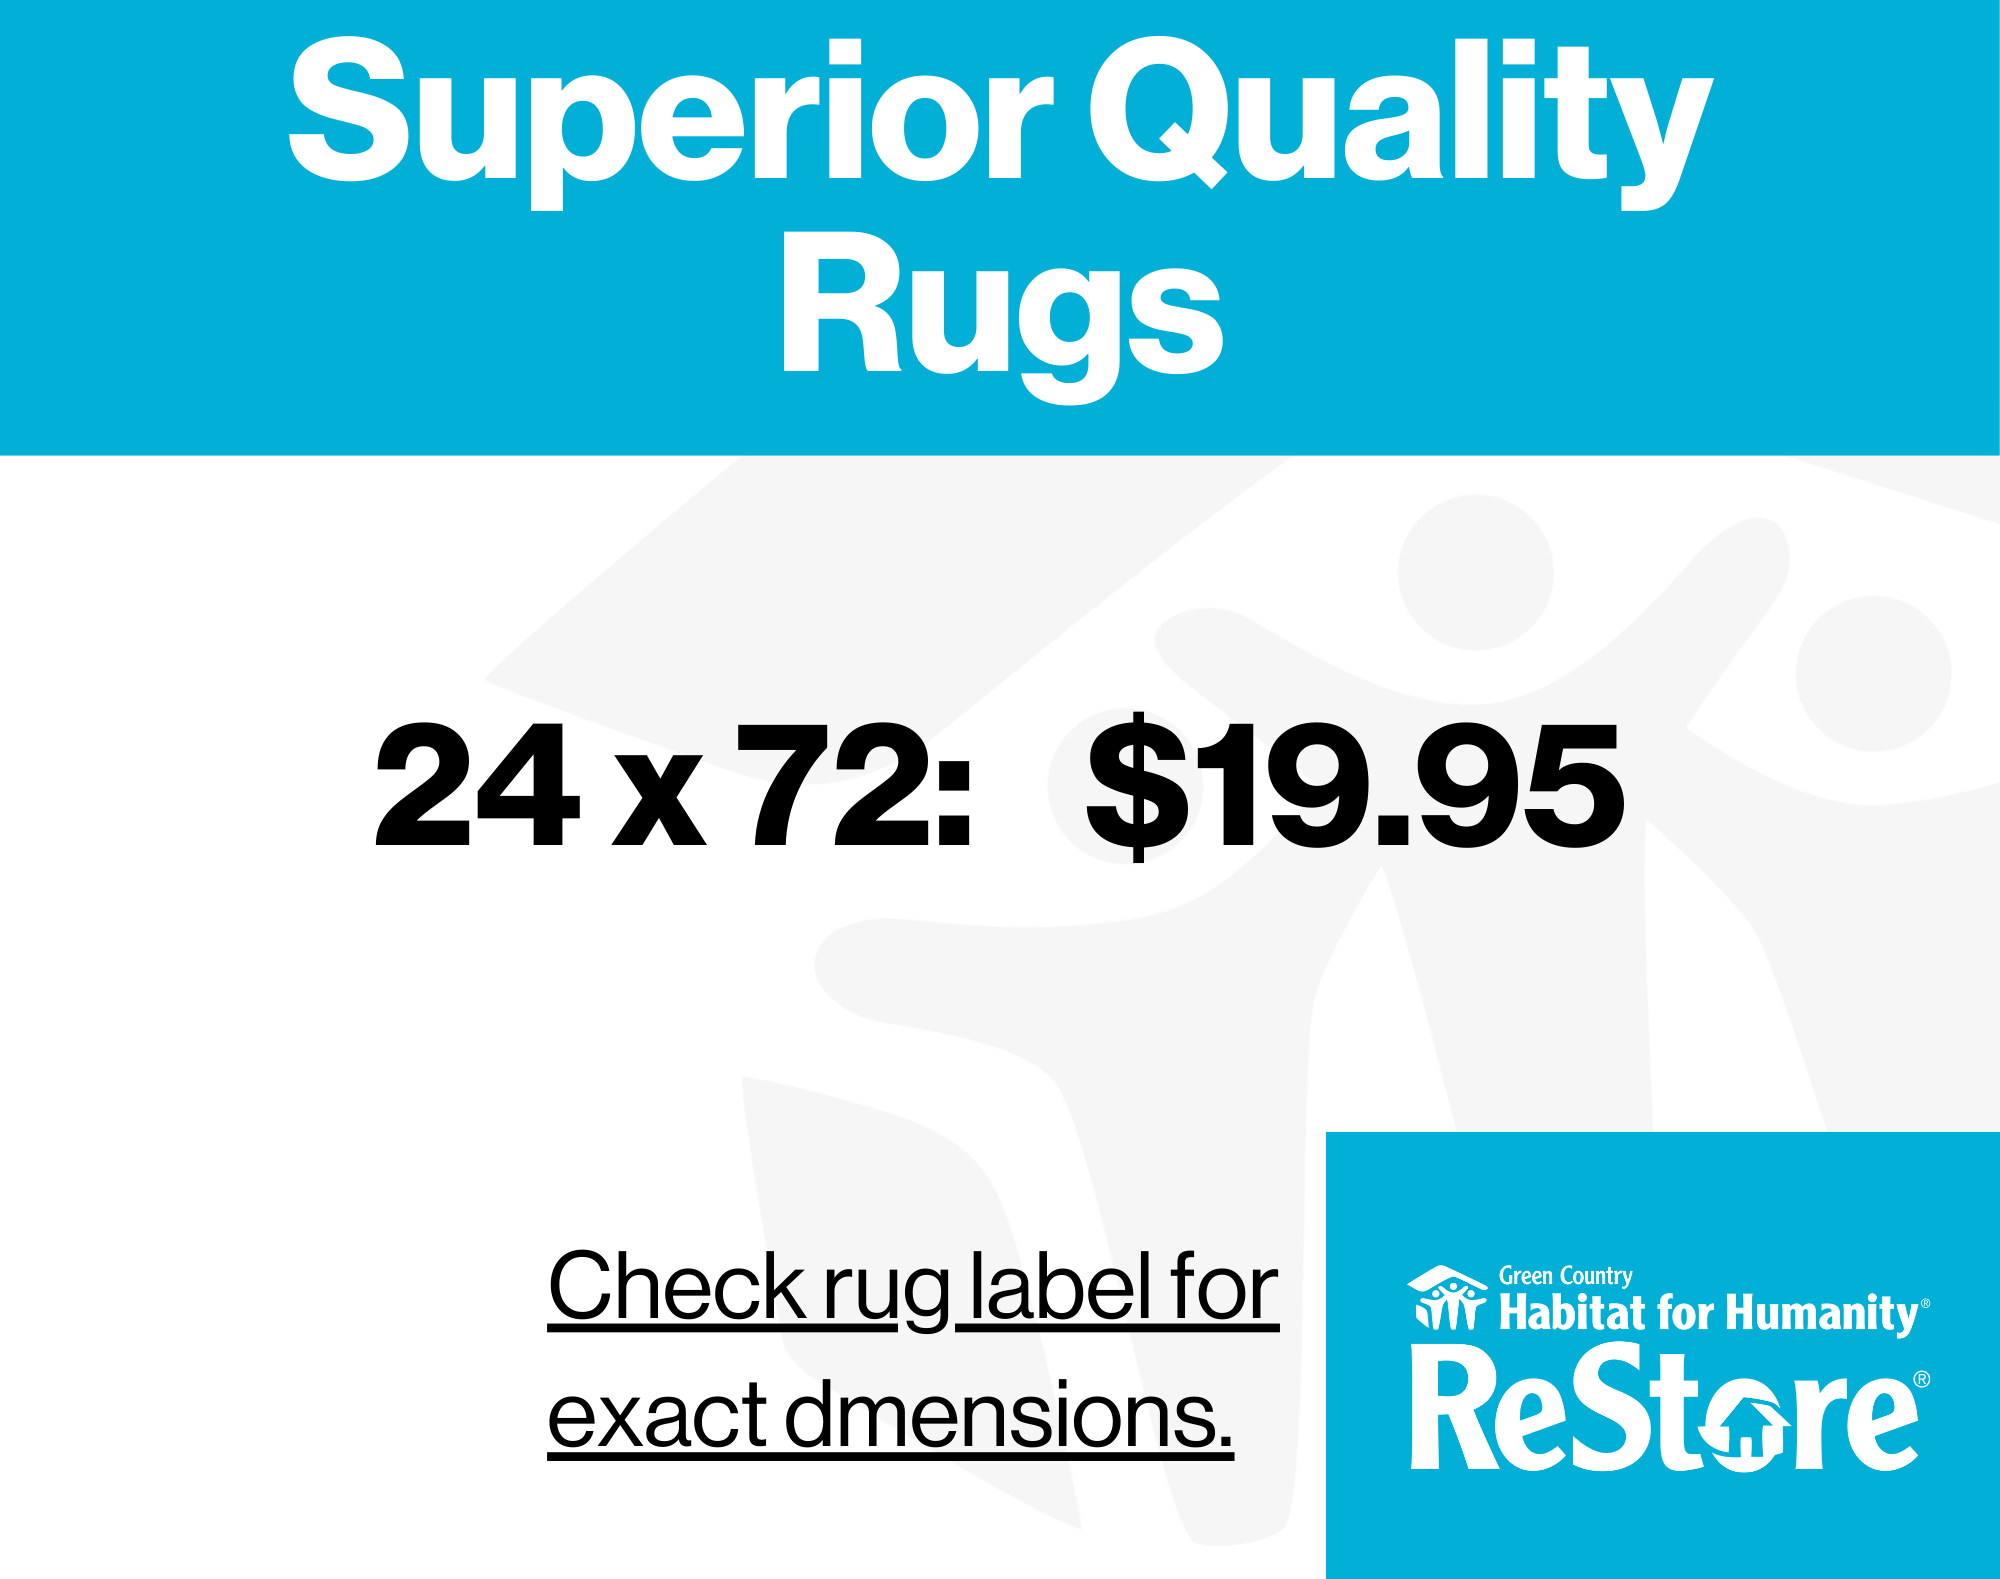 Superior Quality
Rugs
24 x 72: $19.95
Check rug label for
exact dmensions.
Green Country
Habitat for Humanity®
ReStore®